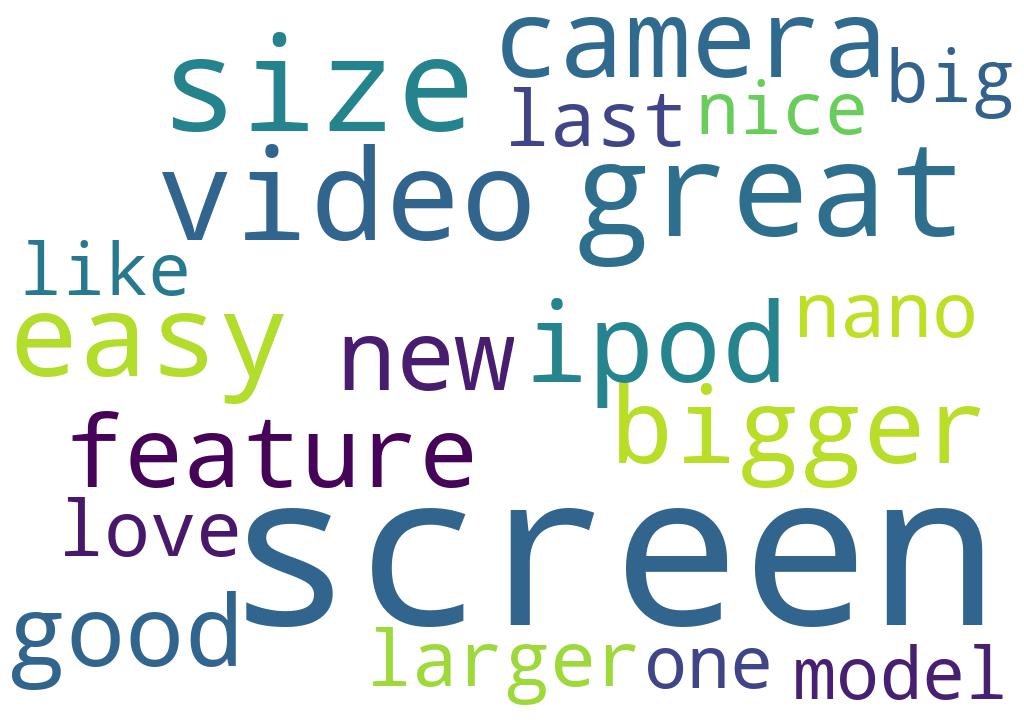 size camera
last nice big
video great
like
easy new ipod nano
feature bigger
love screen
good larger one model